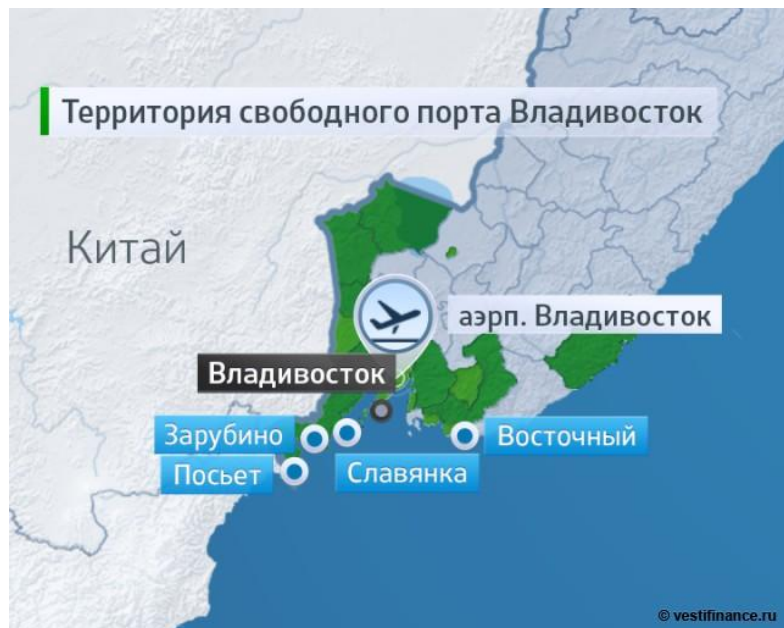 Территория свободного порта Владивосток
Китай
аэрп. Владивосток
Владивосток
Зарубино
Восточный
Посьет
Славянка
© vestifinance.ru